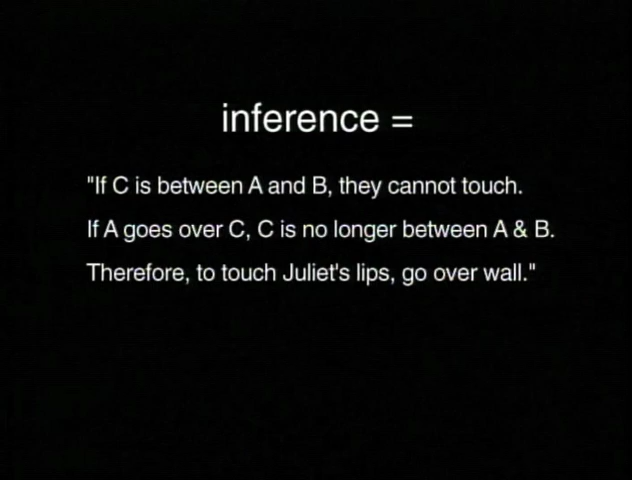 inference =
"If C is between A and B, they cannot touch.
If A goes over C, C is no longer between A & B.
Therefore, to touch Juliet's lips, go over wall."